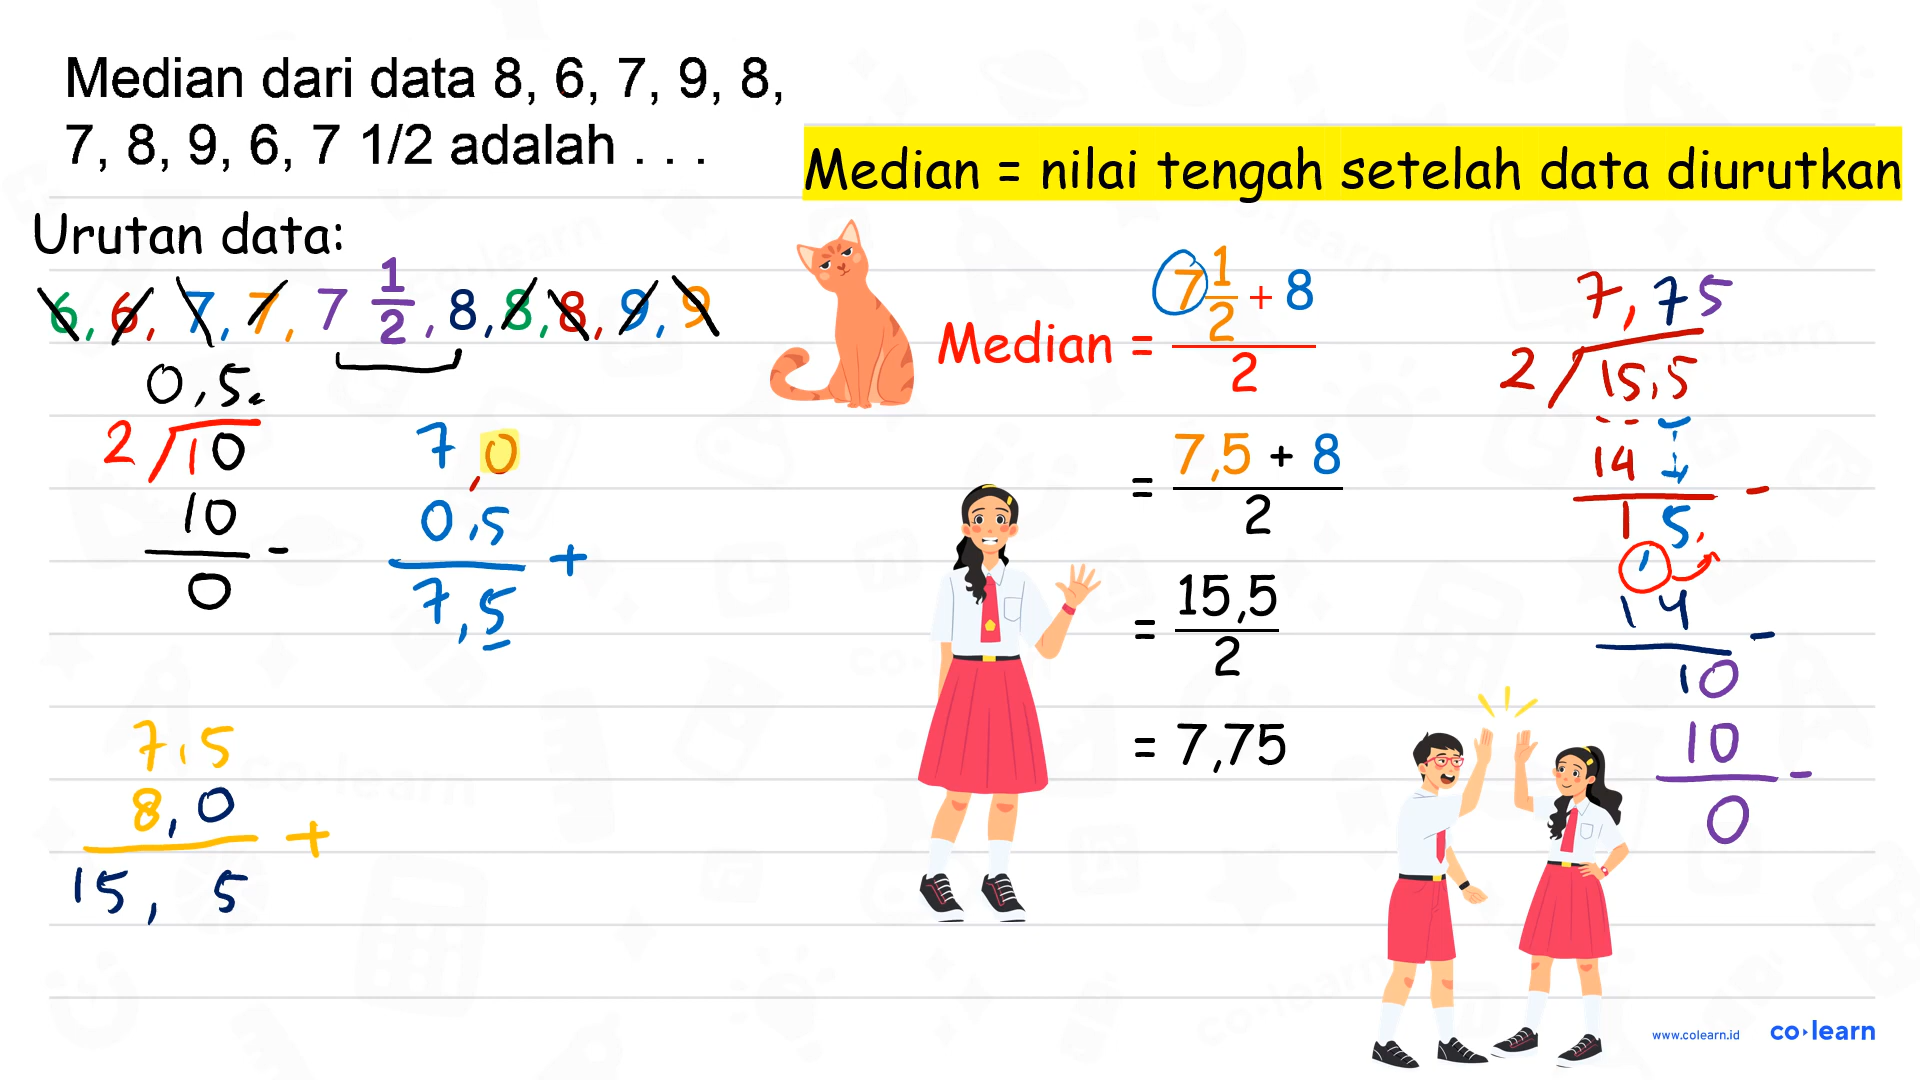 Median dari data 8, 6, 7, 9, 8,
7, 8, 9, 6, 7 1/2 adalah . . .
Median = nilai tengah setelah data diurutkan
Urutan data:
6, 6, 7, 7, 7 1/2, 8, 8, 8, 9, 9
0,5.
2 / 10
10 -
0
7,0
0,5 +
7,5
7,5
8,0 +
15, 5
Median = 7 1/2 + 8
2
= 7,5 + 8
2
= 15,5
2
= 7,75
7,75
2 / 15,5
14 -
1 5,
1
14 -
10
10 -
0
www.colearn.id
co·learn